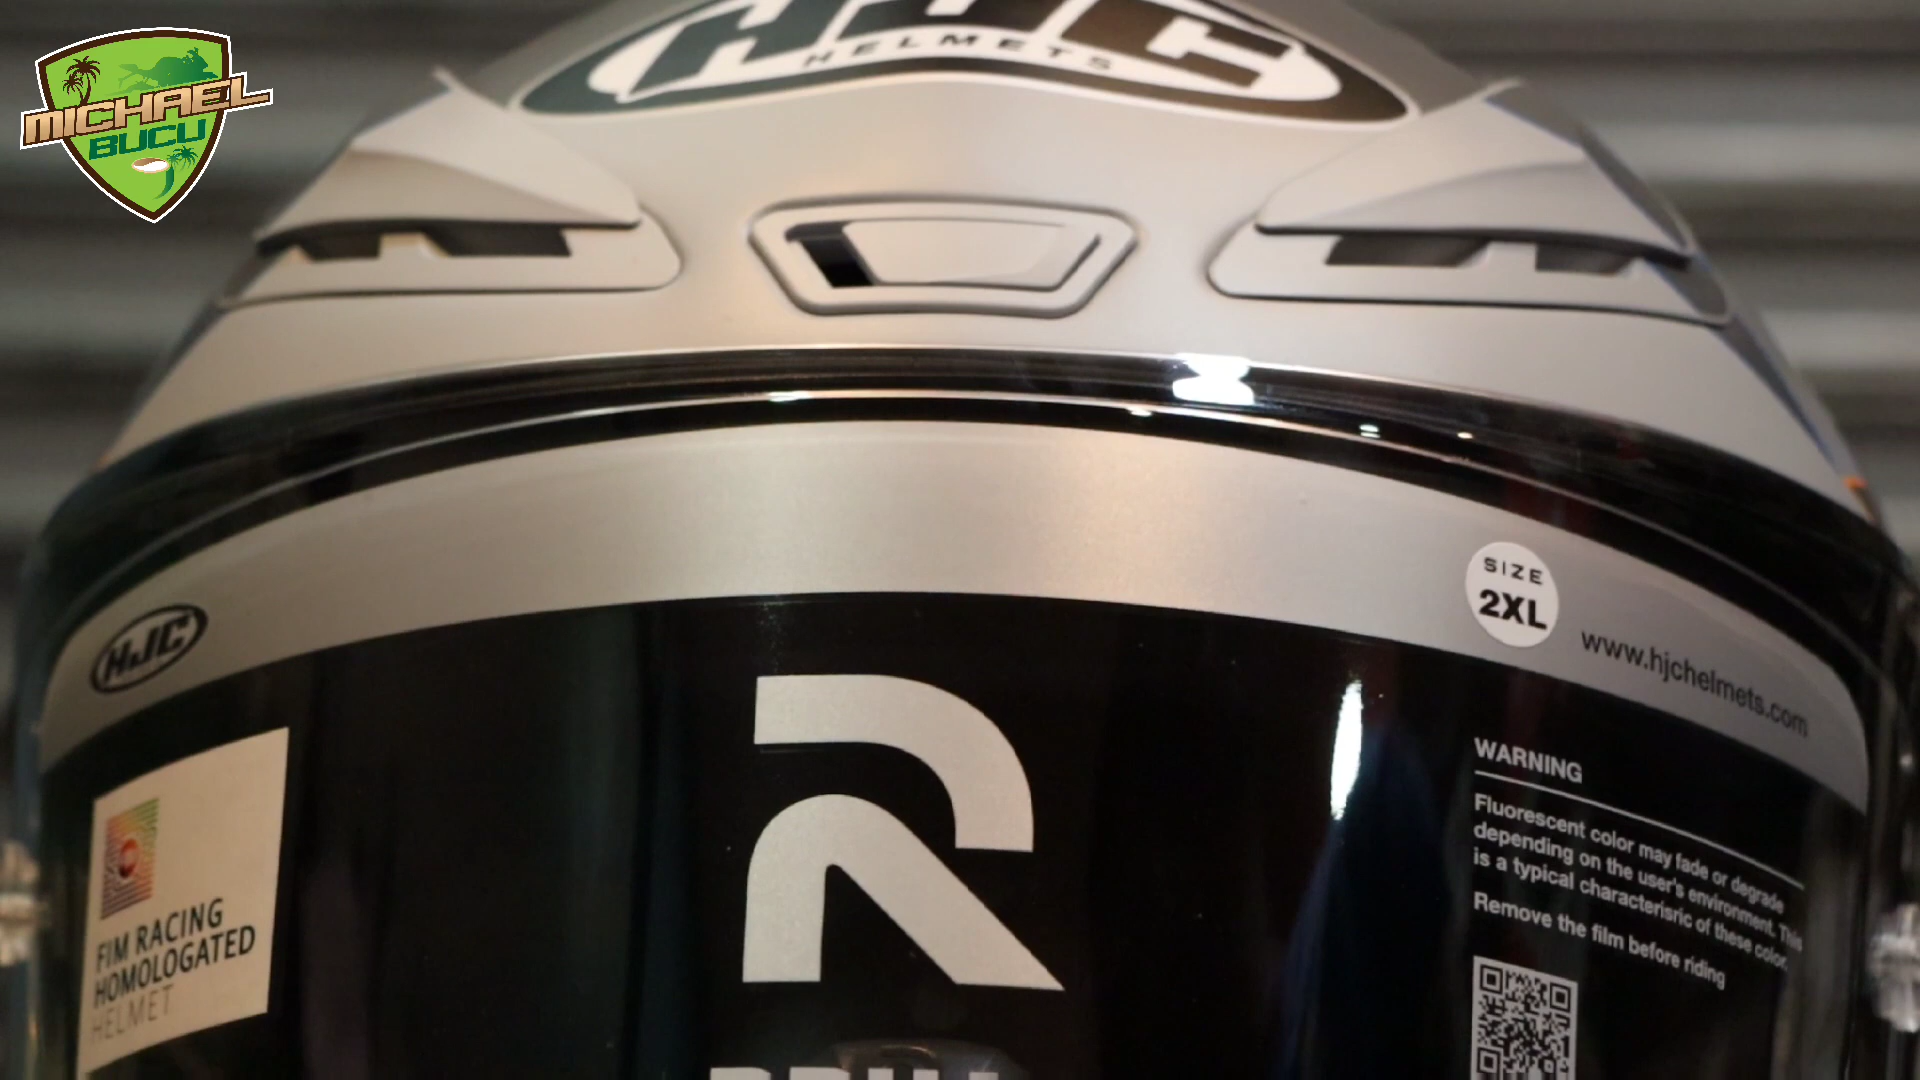 MICHAEL
BUCU
HJC
HELMETS
HJC
SIZE
2XL
www.hjchelmets.com
FIM RACING
HOMOLOGATED
HELMET
WARNING
Fluorescent color may fade or degrade
depending on the user's environment. This
is a typical characterisric of these color.
Remove the film before riding